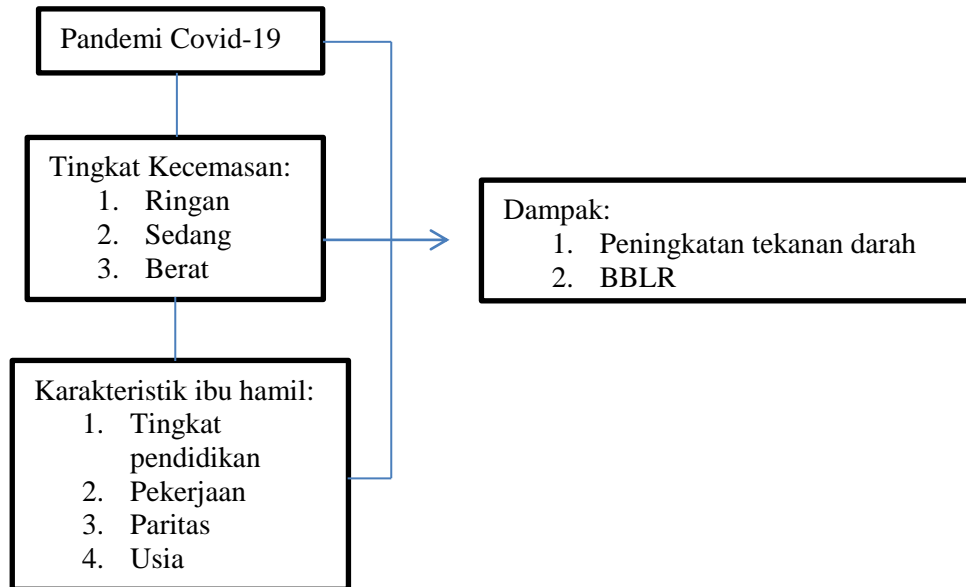 Pandemi Covid-19
Tingkat Kecemasan:
1. Ringan
2. Sedang
3. Berat
Dampak:
1. Peningkatan tekanan darah
2. BBLR
Karakteristik ibu hamil:
1. Tingkat
pendidikan
2. Pekerjaan
3. Paritas
4. Usia